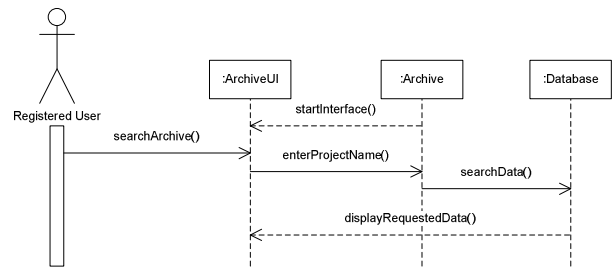 :ArchiveUI
:Archive
:Database
startInterface()
Registered User
searchArchive()
enterProjectName()
searchData()
displayRequestedData()